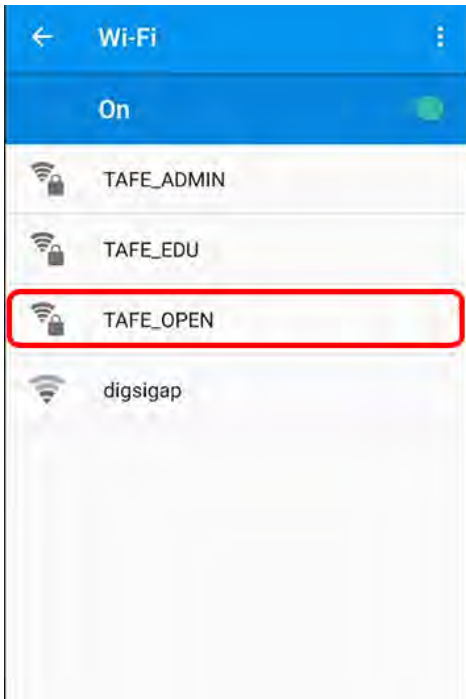 Wi-Fi
On
TAFE_ADMIN
TAFE_EDU
TAFE_OPEN
digsigap